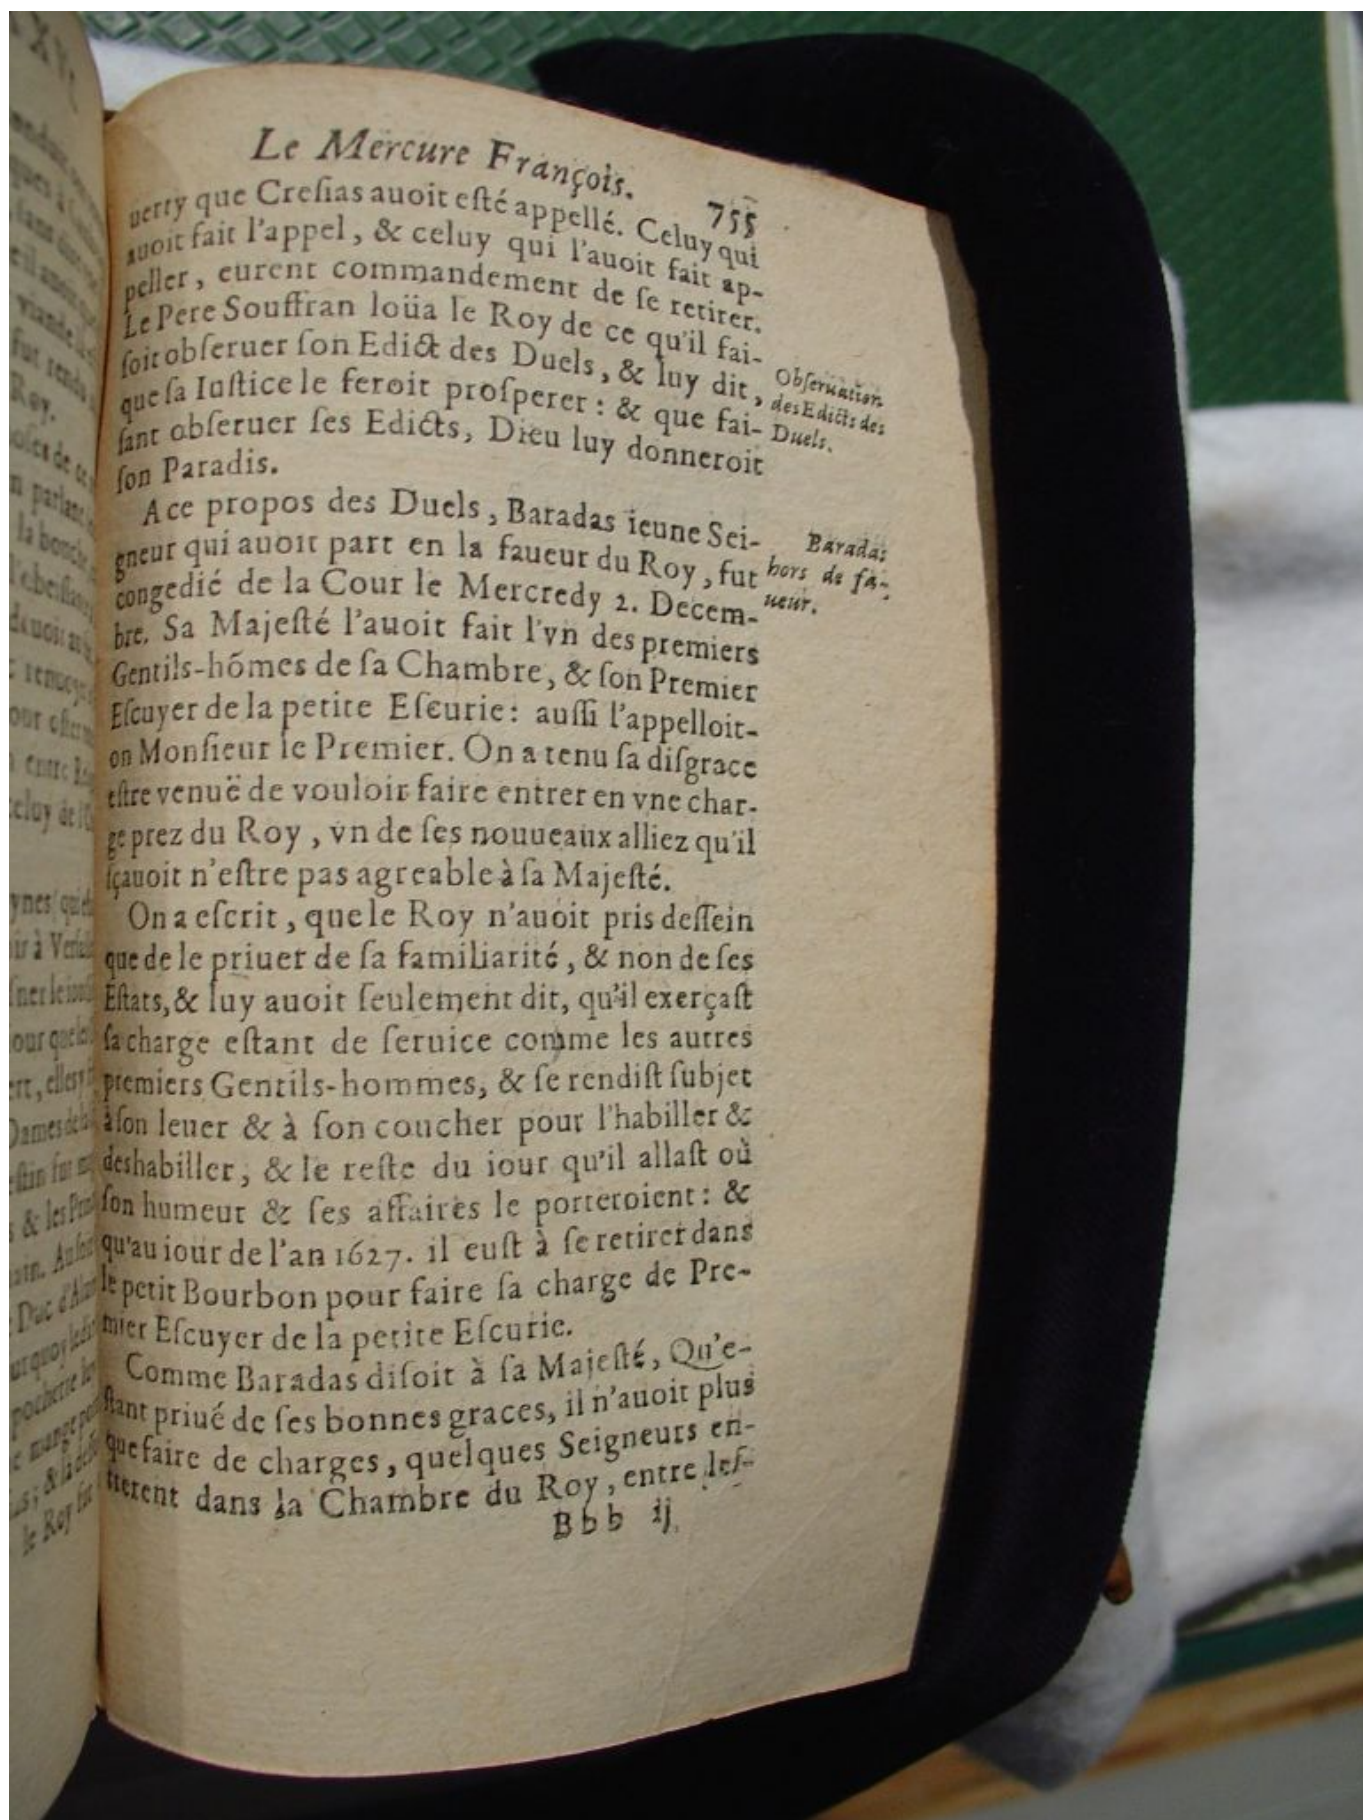 Le Mercure François.
755
uerty que Cresias auoit esté appellé. Celuy qui
auoit fait l'appel, & celuy qui l'auoit fait ap-
peller, eurent commandement de se retirer.
Le Pere Souffran loüa le Roy de ce qu'il fai-
soit obseruer son Edict des Duels, & luy dit,
que sa Iustice le feroit prosperer : & que fai-
sant obseruer ses Edicts, Dieu luy donneroit
son Paradis.
Obseruation
des Edicts des
Duels.
A ce propos des Duels, Baradas ieune Sei-
gneur qui auoit part en la faueur du Roy, fut
congedié de la Cour le Mercredy 2. Decem-
bre. Sa Majesté l'auoit fait l'vn des premiers
Gentils-hõmes de sa Chambre, & son Premier
Escuyer de la petite Escurie : aussi l'appelloit-
on Monsieur le Premier. On a tenu sa disgrace
estre venuë de vouloir faire entrer en vne char-
ge prez du Roy, vn de ses nouueaux alliez qu'il
sçauoit n'estre pas agreable à sa Majesté.
Baradas
hors de fa-
ueur.
On a escrit, que le Roy n'auoit pris dessein
que de le priuer de sa familiarité, & non de ses
Estats, & luy auoit seulement dit, qu'il exerçast
sa charge estant de seruice comme les autres
premiers Gentils-hommes, & se rendist subjet
à son leuer & à son coucher pour l'habiller &
deshabiller, & le reste du iour qu'il allast où
son humeur & ses affaires le porteroient : &
qu'au iour de l'an 1627. il eust à se retirer dans
le petit Bourbon pour faire sa charge de Pre-
mier Escuyer de la petite Escurie.
Comme Baradas disoit à sa Majesté, Qu'e-
stant priué de ses bonnes graces, il n'auoit plus
que faire de charges, quelques Seigneurs en-
trerent dans la Chambre du Roy, entre les-
Bbb ij